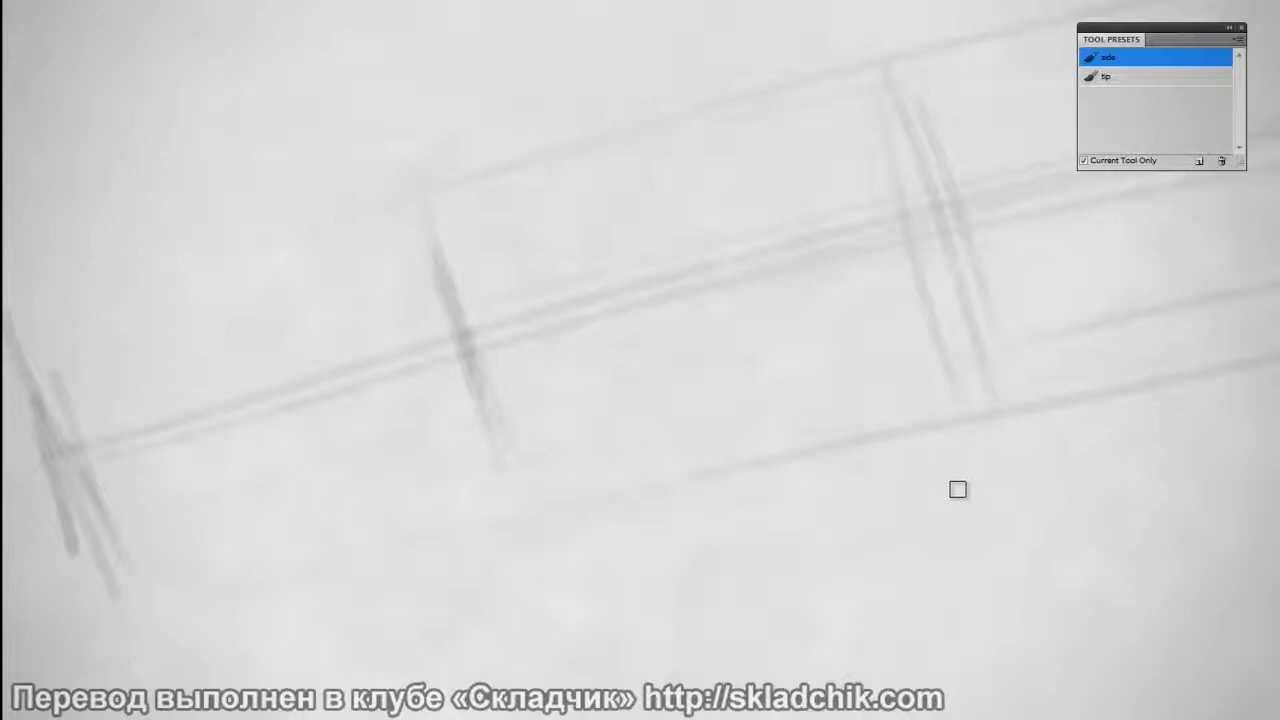 TOOL PRESETS
side
tip
Current Tool Only
Перевод выполнен в клубе «Складчик» http://skladchik.com